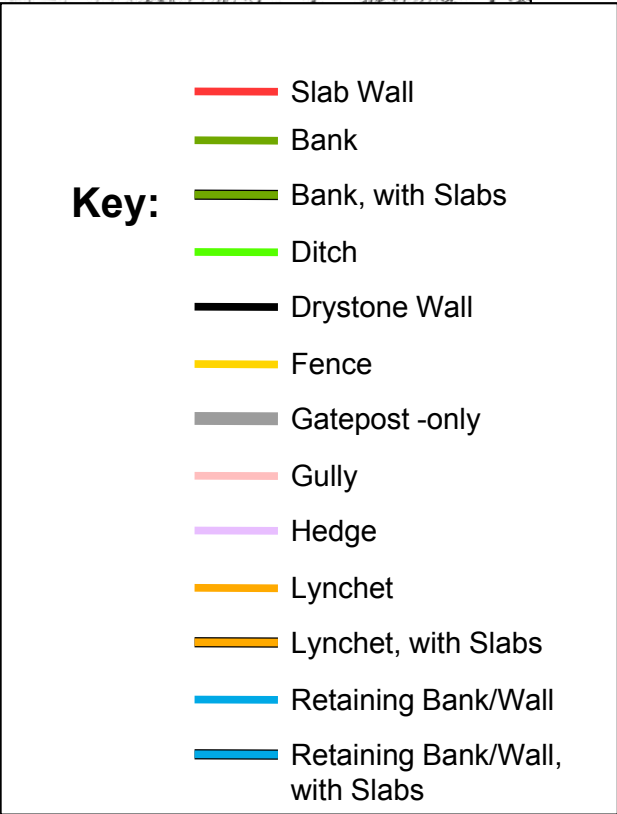 Slab Wall
Bank
Key:
Bank, with Slabs
Ditch
Drystone Wall
Fence
Gatepost -only
Gully
Hedge
Lynchet
Lynchet, with Slabs
Retaining Bank/Wall
Retaining Bank/Wall,
with Slabs